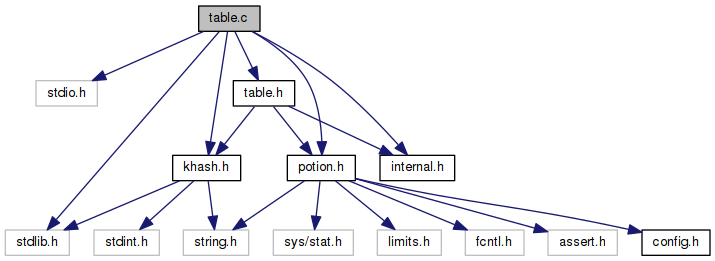 table.c
stdio.h
table.h
khash.h
potion.h
internal.h
stdlib.h
stdint.h
string.h
sys/stat.h
limits.h
fcntl.h
assert.h
config.h